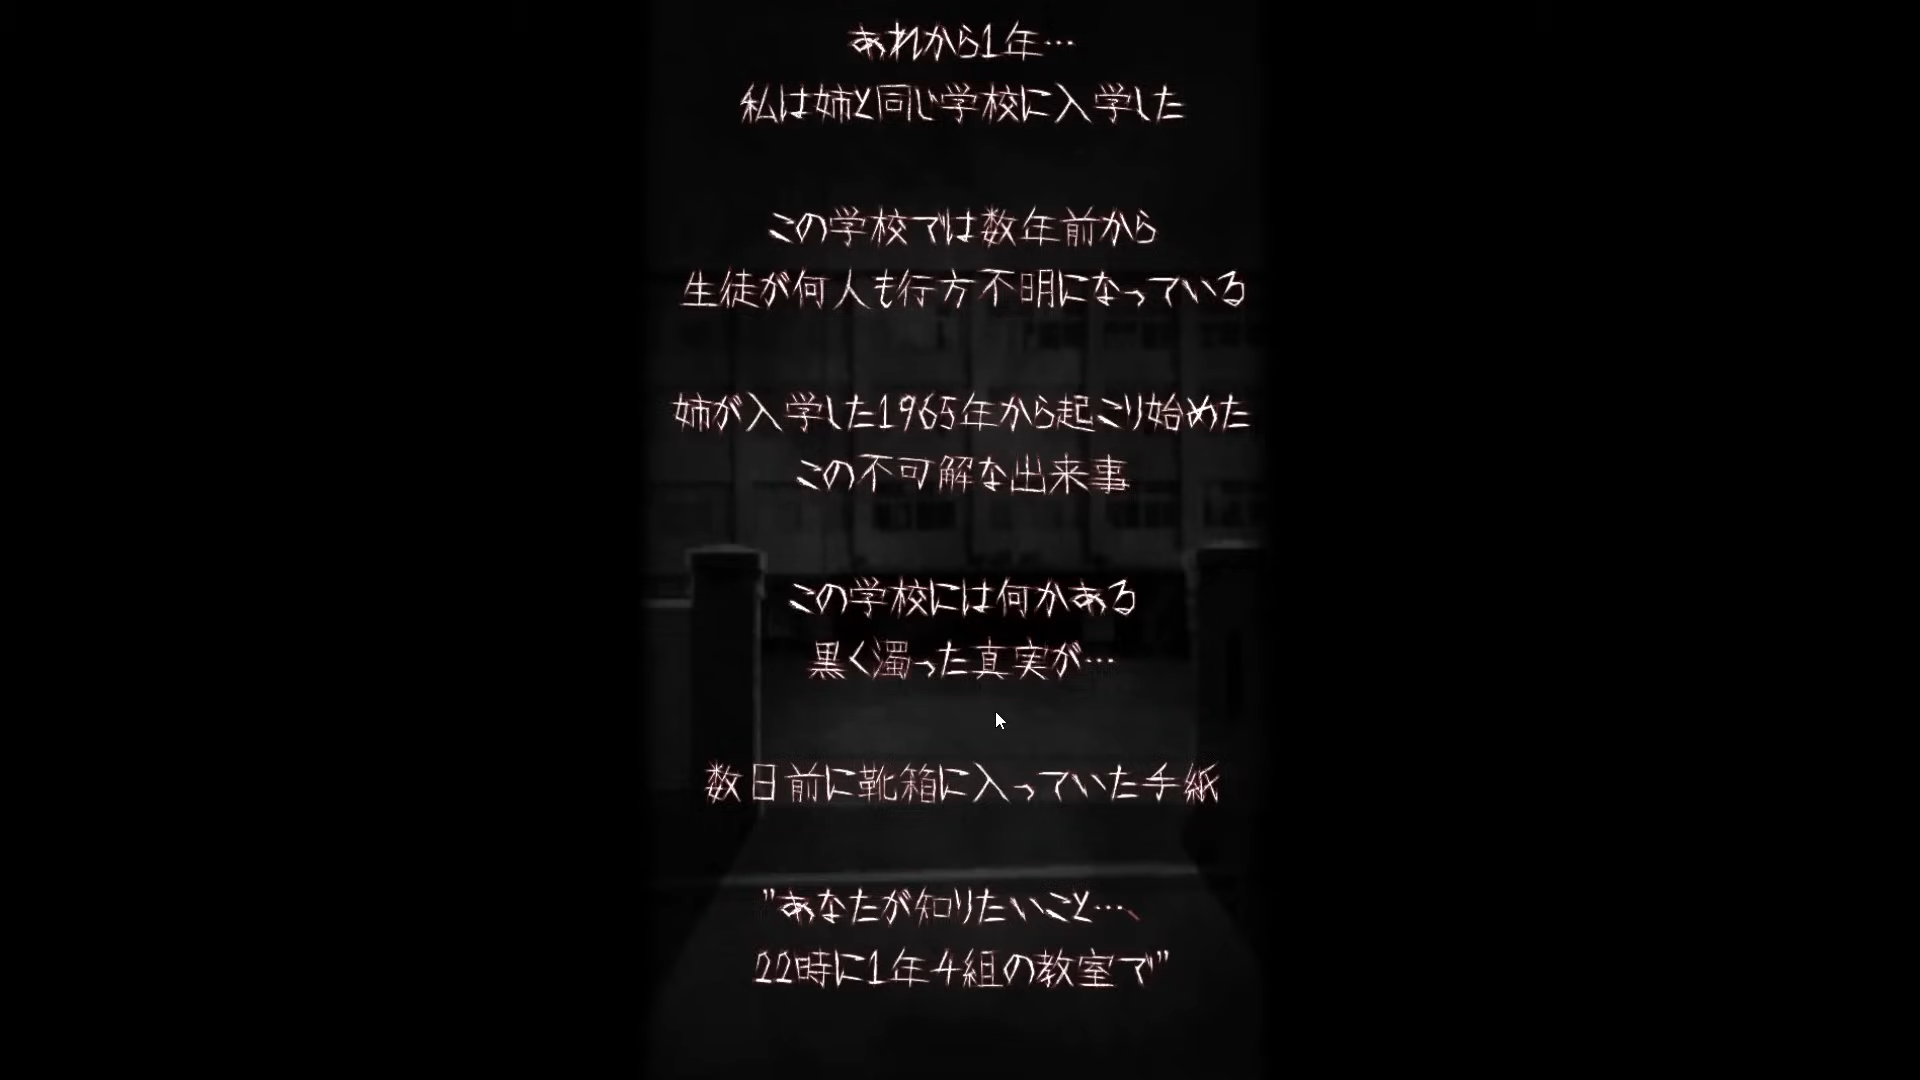 あれから1年…
私は姉と同じ学校に入学した
この学校では数年前から
生徒が何人も行方不明になっている
姉が入学した1965年から起こり始めた
この不可解な出来事
この学校には何かある
黒く濁った真実が…
数日前に靴箱に入っていた手紙
"あなたが知りたいこと…、
22時に1年4組の教室で"